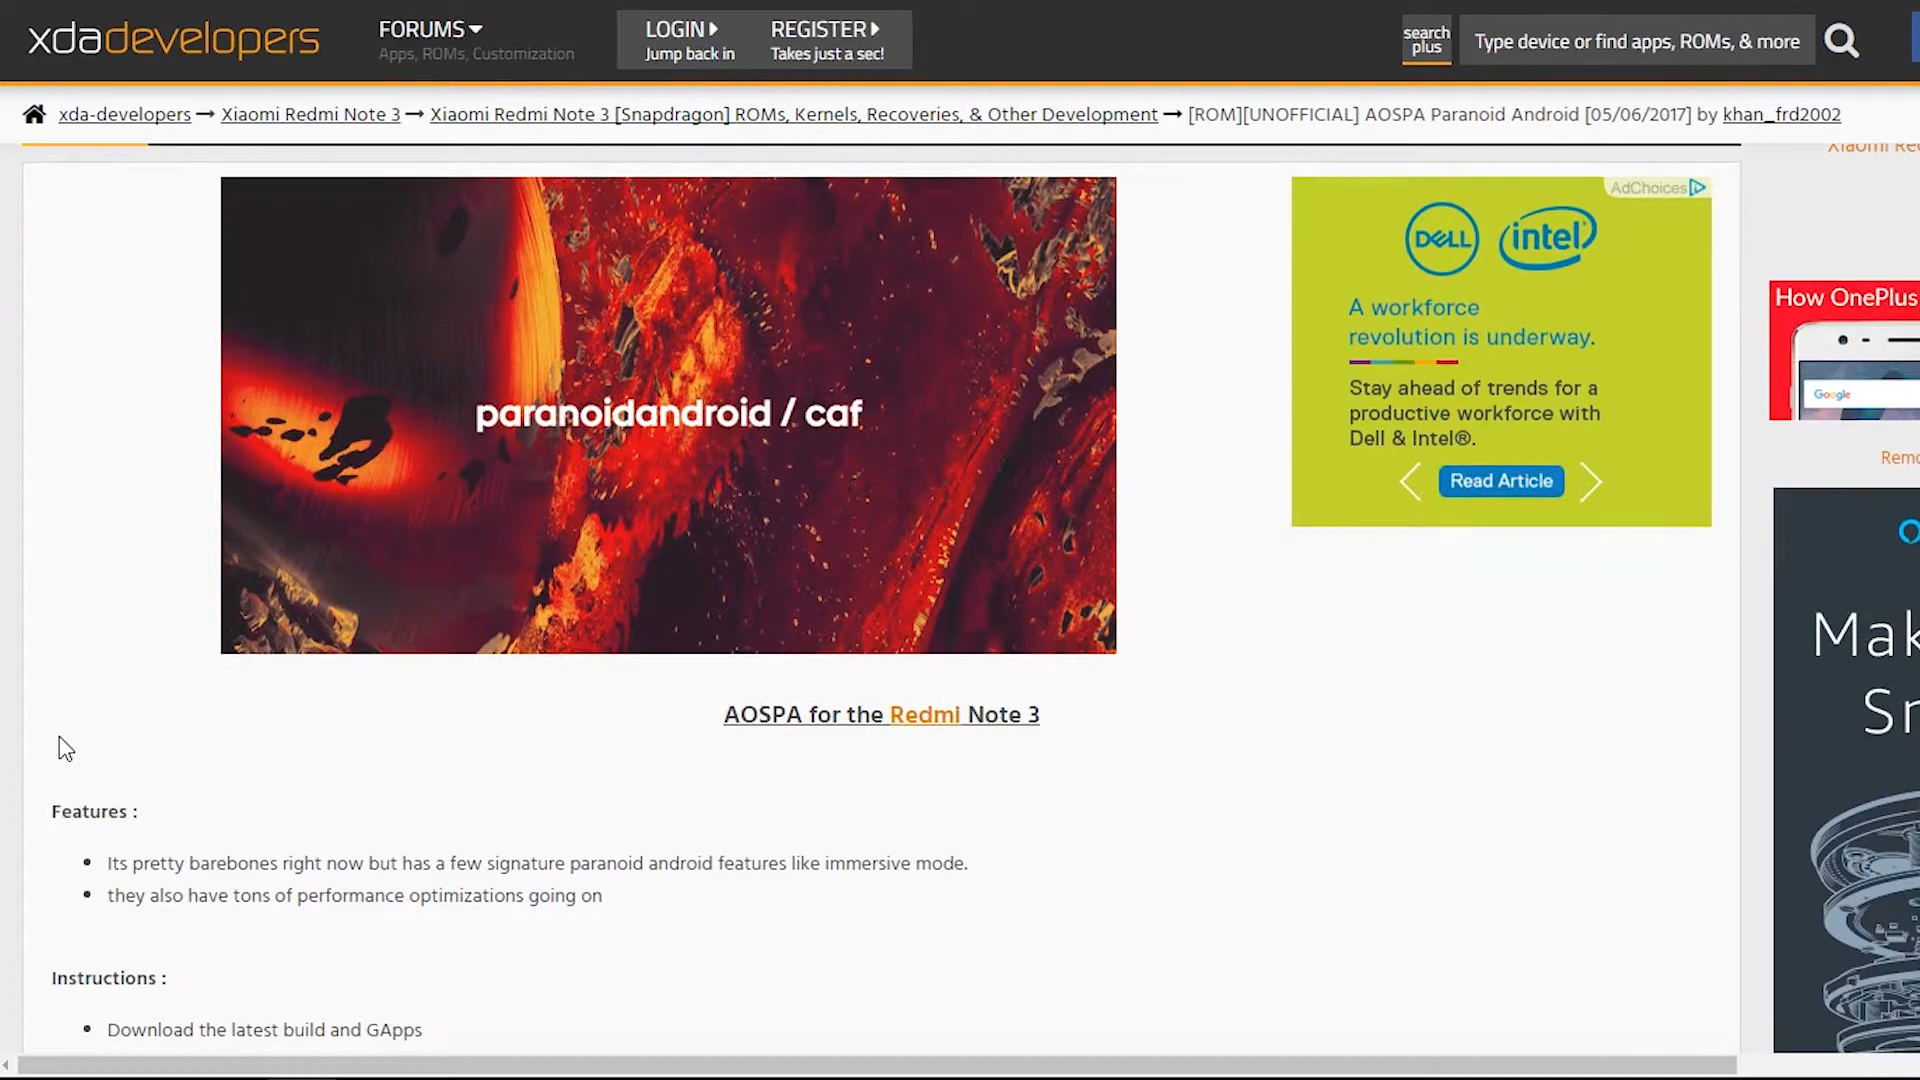 xdadevelopers
FORUMS
Apps, ROMs, Customization
LOGIN
Jump back in
REGISTER
Takes just a sec!
search
plus
Type device or find apps, ROMs, & more
xda-developers → Xiaomi Redmi Note 3 → Xiaomi Redmi Note 3 [Snapdragon] ROMs, Kernels, Recoveries, & Other Development → [ROM][UNOFFICIAL] AOSPA Paranoid Android [05/06/2017] by khan_frd2002
paranoidandroid / caf
AdChoices
DELL
intel
A workforce
revolution is underway.
Stay ahead of trends for a
productive workforce with
Dell & Intel®.
Read Article
Xiaomi Red
How OnePlus
Google
Remo
Mak
Sr
AOSPA for the Redmi Note 3
Features :
Its pretty barebones right now but has a few signature paranoid android features like immersive mode.
they also have tons of performance optimizations going on
Instructions :
Download the latest build and GApps